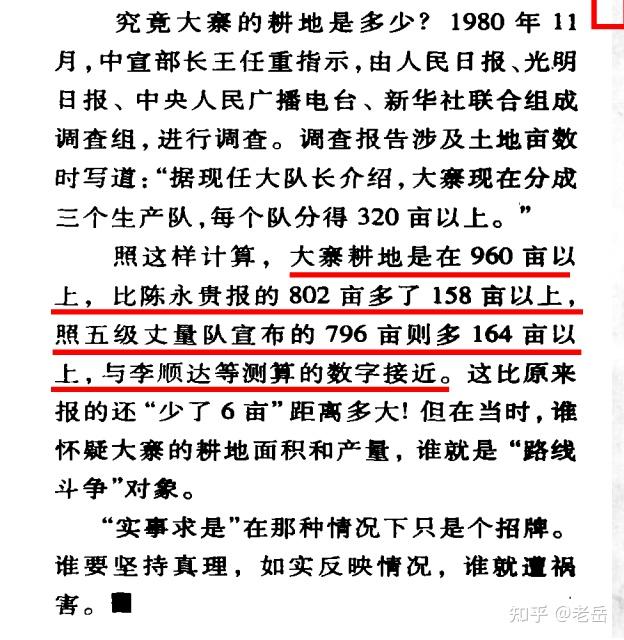 究竟大寨的耕地是多少？1980 年 11
月，中宣部长王任重指示，由人民日报、光明
日报、中央人民广播电台、新华社联合组成
调查组，进行调查。调查报告涉及土地亩数
时写道：“据现任大队长介绍，大寨现在分成
三个生产队，每个队分得 320 亩以上。”
照这样计算，大寨耕地是在 960 亩以
上，比陈永贵报的 802 亩多了 158 亩以上，
照五级丈量队宣布的 796 亩则多 164 亩以
上，与李顺达等测算的数字接近。这比原来
报的还“少了 6 亩”距离多大！但在当时，谁
怀疑大寨的耕地面积和产量，谁就是“路线
斗争”对象。
“实事求是”在那种情况下只是个招牌。
谁要坚持真理，如实反映情况，谁就遭祸
害。
知乎 @老岳